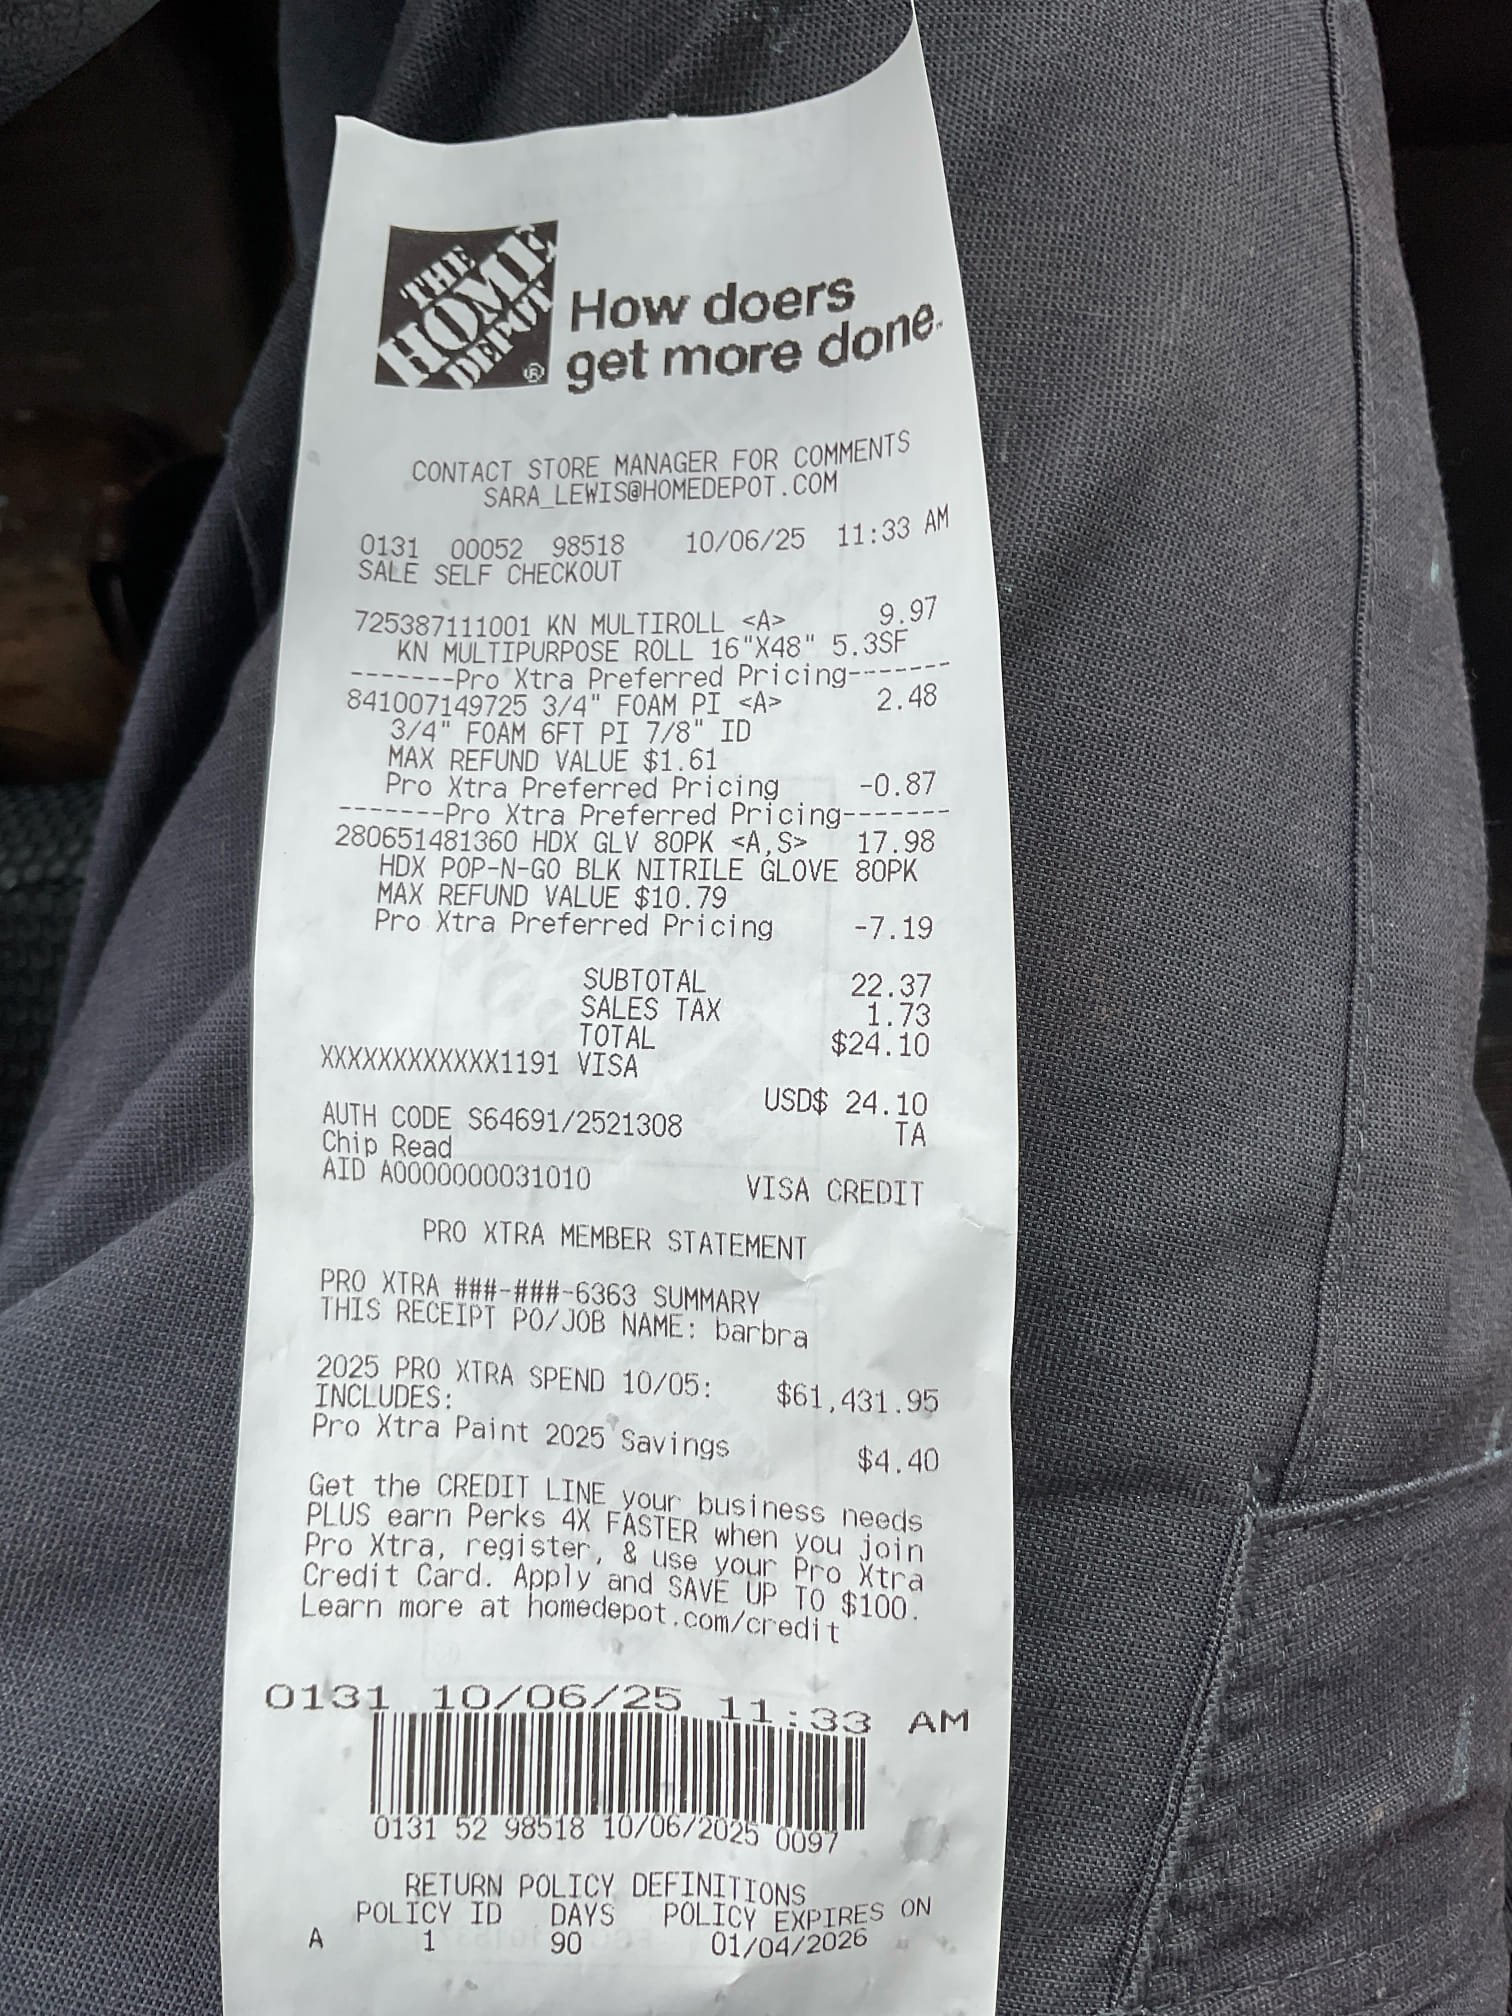 THE
HOME
DEPOT®
How doers
get more done.
CONTACT STORE MANAGER FOR COMMENTS
SARA_LEWIS@HOMEDEPOT.COM
0131 00052 98518 10/06/25 11:33 AM
SALE SELF CHECKOUT
725387111001 KN MULTIROLL <A> 9.97
KN MULTIPURPOSE ROLL 16"X48" 5.3SF
-------Pro Xtra Preferred Pricing-------
841007149725 3/4" FOAM PI <A> 2.48
3/4" FOAM 6FT PI 7/8" ID
MAX REFUND VALUE $1.61
Pro Xtra Preferred Pricing -0.87
-------Pro Xtra Preferred Pricing-------
280651481360 HDX GLV 80PK <A,S> 17.98
HDX POP-N-GO BLK NITRILE GLOVE 80PK
MAX REFUND VALUE $10.79
Pro Xtra Preferred Pricing -7.19
SUBTOTAL 22.37
SALES TAX 1.73
TOTAL $24.10
XXXXXXXXXXXX1191 VISA
USD$ 24.10
AUTH CODE S64691/2521308 TA
Chip Read
AID A0000000031010 VISA CREDIT
PRO XTRA MEMBER STATEMENT
PRO XTRA ###-###-6363 SUMMARY
THIS RECEIPT PO/JOB NAME: barbra
2025 PRO XTRA SPEND 10/05: $61,431.95
INCLUDES:
Pro Xtra Paint 2025 Savings $4.40
Get the CREDIT LINE your business needs
PLUS earn Perks 4X FASTER when you join
Pro Xtra, register, & use your Pro Xtra
Credit Card. Apply and SAVE UP TO $100.
Learn more at homedepot.com/credit
0131 10/06/25 11:33 AM
0131 52 98518 10/06/2025 0097
RETURN POLICY DEFINITIONS
POLICY ID DAYS POLICY EXPIRES ON
A 1 90 01/04/2026